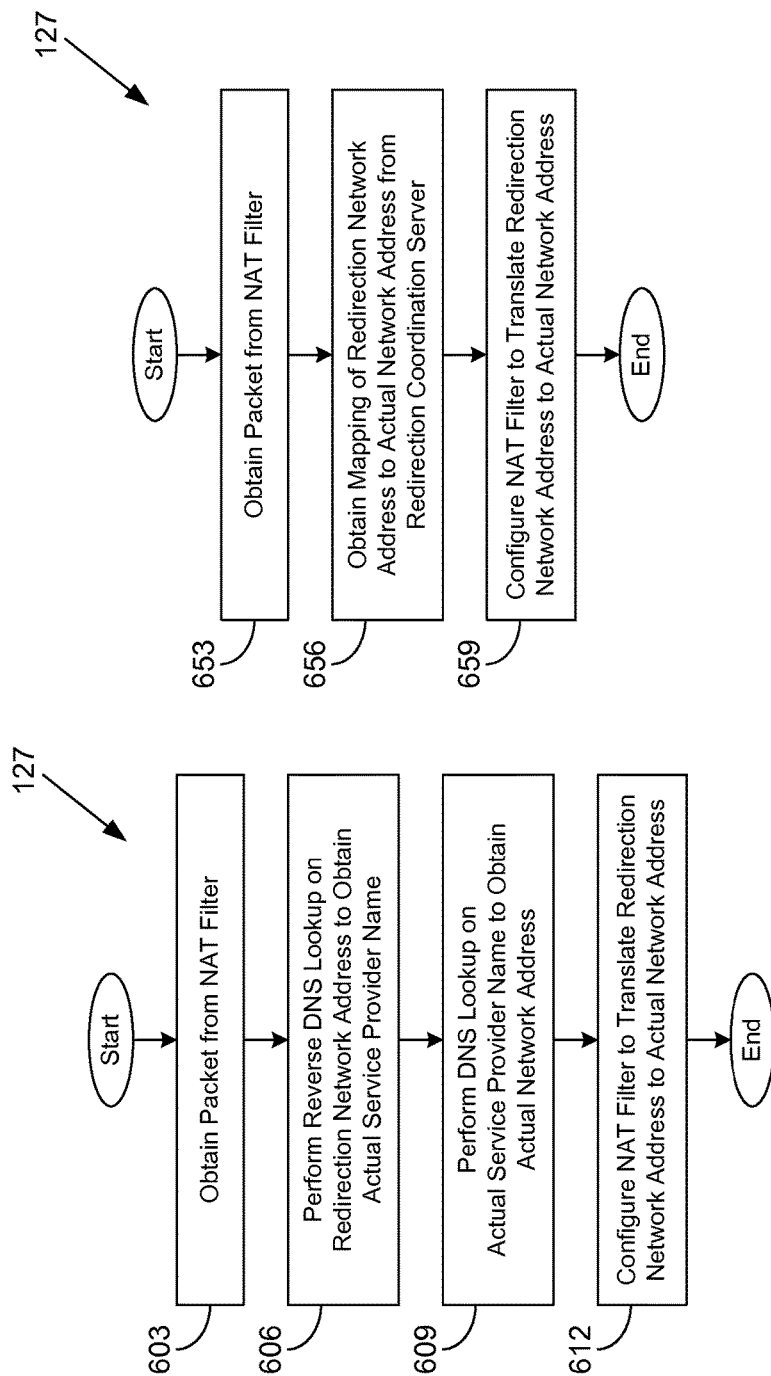 127
Start
603
Obtain Packet from NAT Filter
606
Perform Reverse DNS Lookup on
Redirection Network Address to Obtain
Actual Service Provider Name
609
Perform DNS Lookup on
Actual Service Provider Name to Obtain
Actual Network Address
612
Configure NAT Filter to Translate Redirection
Network Address to Actual Network Address
End
127
Start
653
Obtain Packet from NAT Filter
656
Obtain Mapping of Redirection Network
Address to Actual Network Address from
Redirection Coordination Server
659
Configure NAT Filter to Translate Redirection
Network Address to Actual Network Address
End